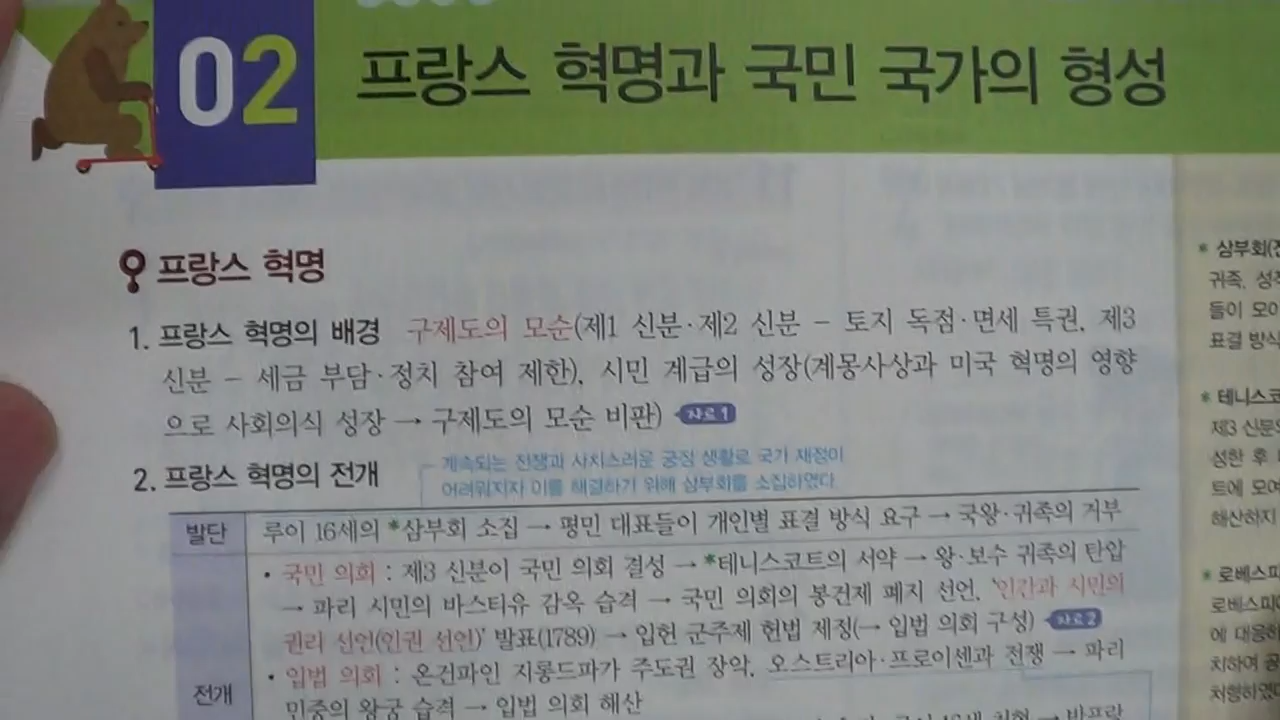 02
프랑스 혁명과 국민 국가의 형성
프랑스 혁명
1. 프랑스 혁명의 배경 구제도의 모순(제1 신분·제2 신분 – 토지 독점·면세 특권, 제3
신분 – 세금 부담·정치 참여 제한), 시민 계급의 성장(계몽사상과 미국 혁명의 영향
으로 사회의식 성장 → 구제도의 모순 비판) 자료1
2. 프랑스 혁명의 전개
계속되는 전쟁과 사치스러운 궁정 생활로 국가 재정이
어려워지자 이를 해결하기 위해 삼부회를 소집하였다.
발단 루이 16세의 *삼부회 소집 → 평민 대표들이 개인별 표결 방식 요구 → 국왕·귀족의 거부
전개
• 국민 의회 : 제3 신분이 국민 의회 결성 → *테니스코트의 서약 → 왕·보수 귀족의 탄압
→ 파리 시민의 바스티유 감옥 습격 → 국민 의회의 봉건제 폐지 선언, '인간과 시민의
권리 선언(인권 선언)' 발표(1789) → 입헌 군주제 헌법 제정(→ 입법 의회 구성) 자료2
• 입법 의회 : 온건파인 지롱드파가 주도권 장악, 오스트리아·프로이센과 전쟁 → 파리
민중의 왕궁 습격 → 입법 의회 해산
* 삼부회
귀족, 성
들이 모여
표결 방식
* 테니스코
제3 신분
성한 후
트에 모여
해산하지
* 로베스피
로베스피
에 대응하
치하여 공
처형하였